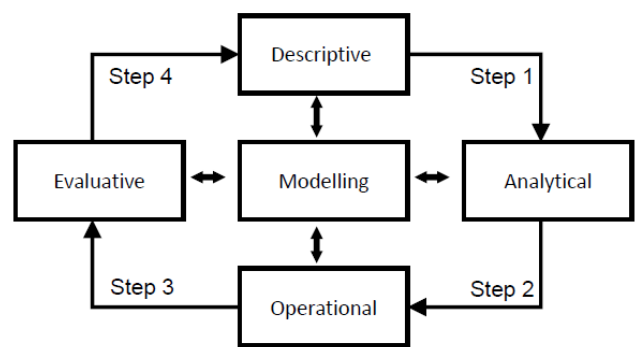 Descriptive
Step 4
Step 1
Evaluative
Modelling
Analytical
Step 3
Step 2
Operational